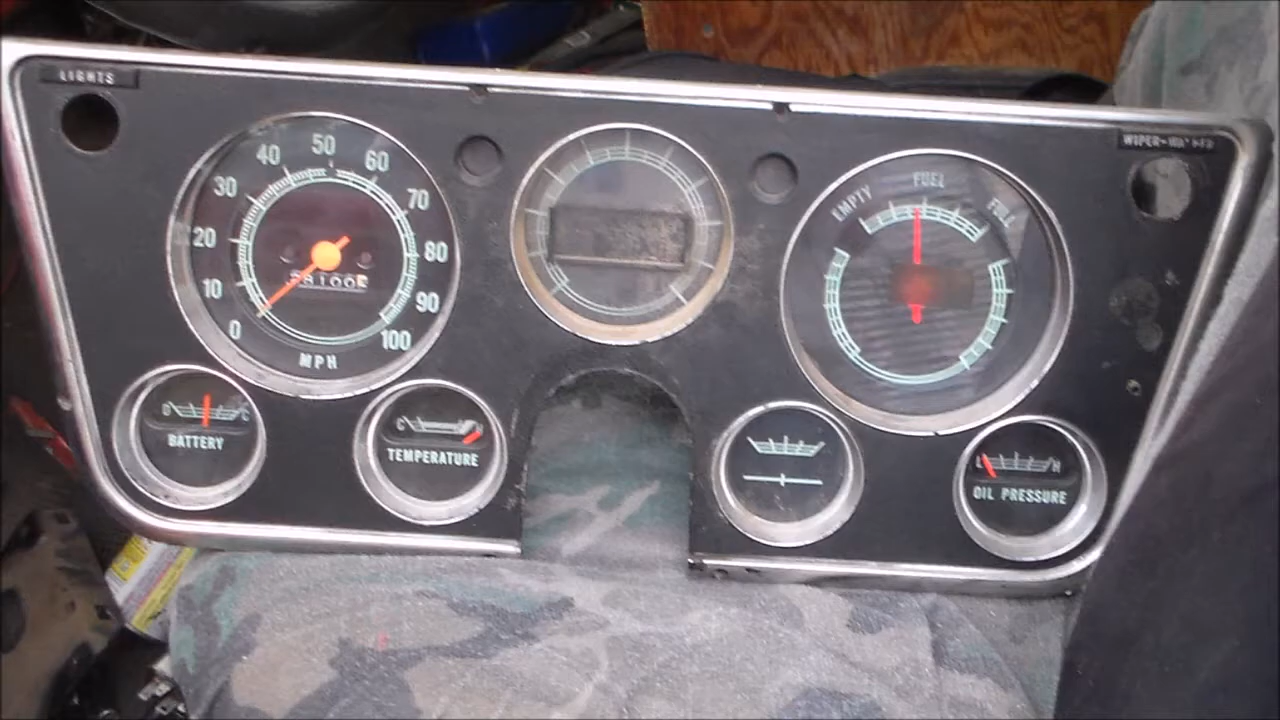 LIGHTS
WIPER-
40 50 60
30 70
20 80
10 90
0 100
MPH
EMPTY FUEL FULL
D C
BATTERY
C H
TEMPERATURE
L H
OIL PRESSURE